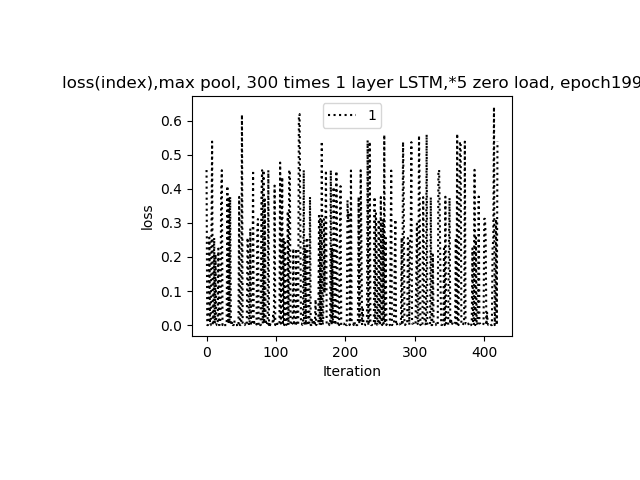 loss(index),max pool, 300 times 1 layer LSTM,*5 zero load, epoch199
1
0.6
0.5
0.4
0.3
0.2
0.1
0.0
loss
0 100 200 300 400
Iteration